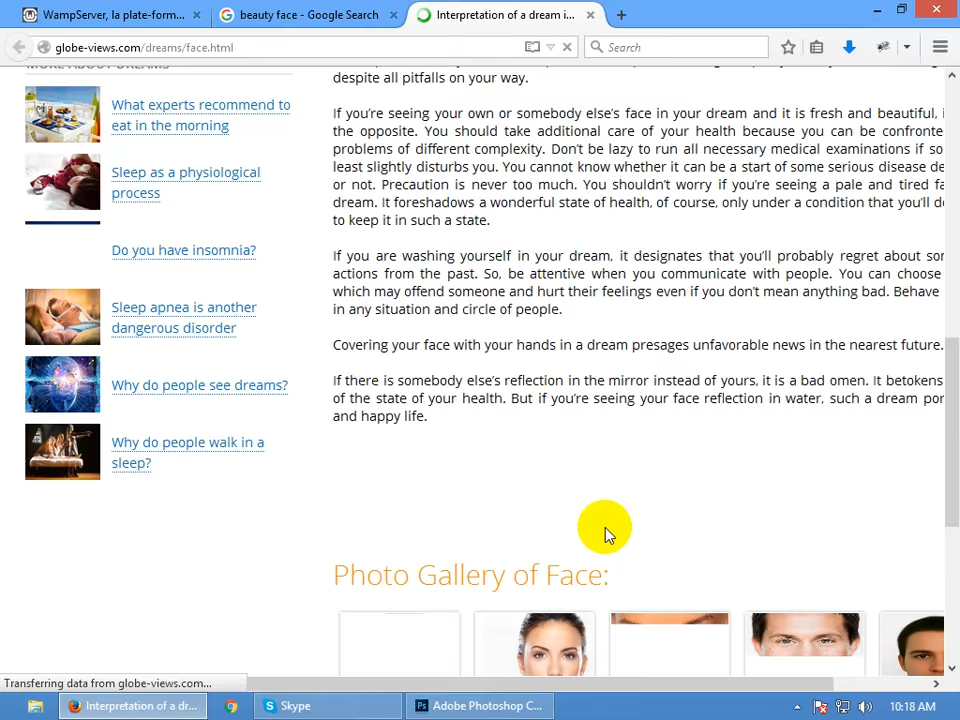 WampServer, la plate-form...
beauty face - Google Search
Interpretation of a dream i...
globe-views.com/dreams/face.html
Search
MORE ABOUT DREAMS
What experts recommend to
eat in the morning
Sleep as a physiological
process
Do you have insomnia?
Sleep apnea is another
dangerous disorder
Why do people see dreams?
Why do people walk in a
sleep?
despite all pitfalls on your way.
If you’re seeing your own or somebody else’s face in your dream and it is fresh and beautiful,
the opposite. You should take additional care of your health because you can be confronte
problems of different complexity. Don’t be lazy to run all necessary medical examinations if so
least slightly disturbs you. You cannot know whether it can be a start of some serious disease de
or not. Precaution is never too much. You shouldn’t worry if you’re seeing a pale and tired fa
dream. It foreshadows a wonderful state of health, of course, only under a condition that you’ll d
to keep it in such a state.
If you are washing yourself in your dream, it designates that you’ll probably regret about so
actions from the past. So, be attentive when you communicate with people. You can choose
which may offend someone and hurt their feelings even if you don’t mean anything bad. Behave
in any situation and circle of people.
Covering your face with your hands in a dream presages unfavorable news in the nearest future.
If there is somebody else’s reflection in the mirror instead of yours, it is a bad omen. It betokens
of the state of your health. But if you’re seeing your face reflection in water, such a dream por
and happy life.
Photo Gallery of Face:
Transferring data from globe-views.com...
Interpretation of a dr...
Skype
Adobe Photoshop C...
10:18 AM